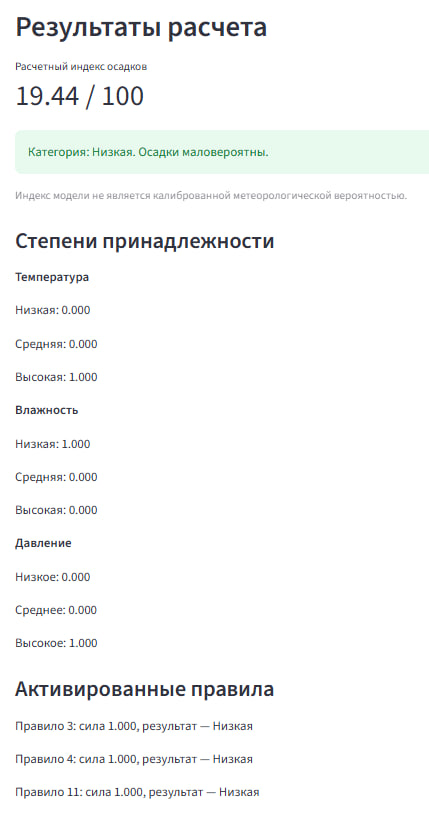 Результаты расчета
Расчетный индекс осадков
19.44 / 100
Категория: Низкая. Осадки маловероятны.
Индекс модели не является калиброванной метеорологической вероятностью.
Степени принадлежности
Температура
Низкая: 0.000
Средняя: 0.000
Высокая: 1.000
Влажность
Низкая: 1.000
Средняя: 0.000
Высокая: 0.000
Давление
Низкое: 0.000
Среднее: 0.000
Высокое: 1.000
Активированные правила
Правило 3: сила 1.000, результат — Низкая
Правило 4: сила 1.000, результат — Низкая
Правило 11: сила 1.000, результат — Низкая